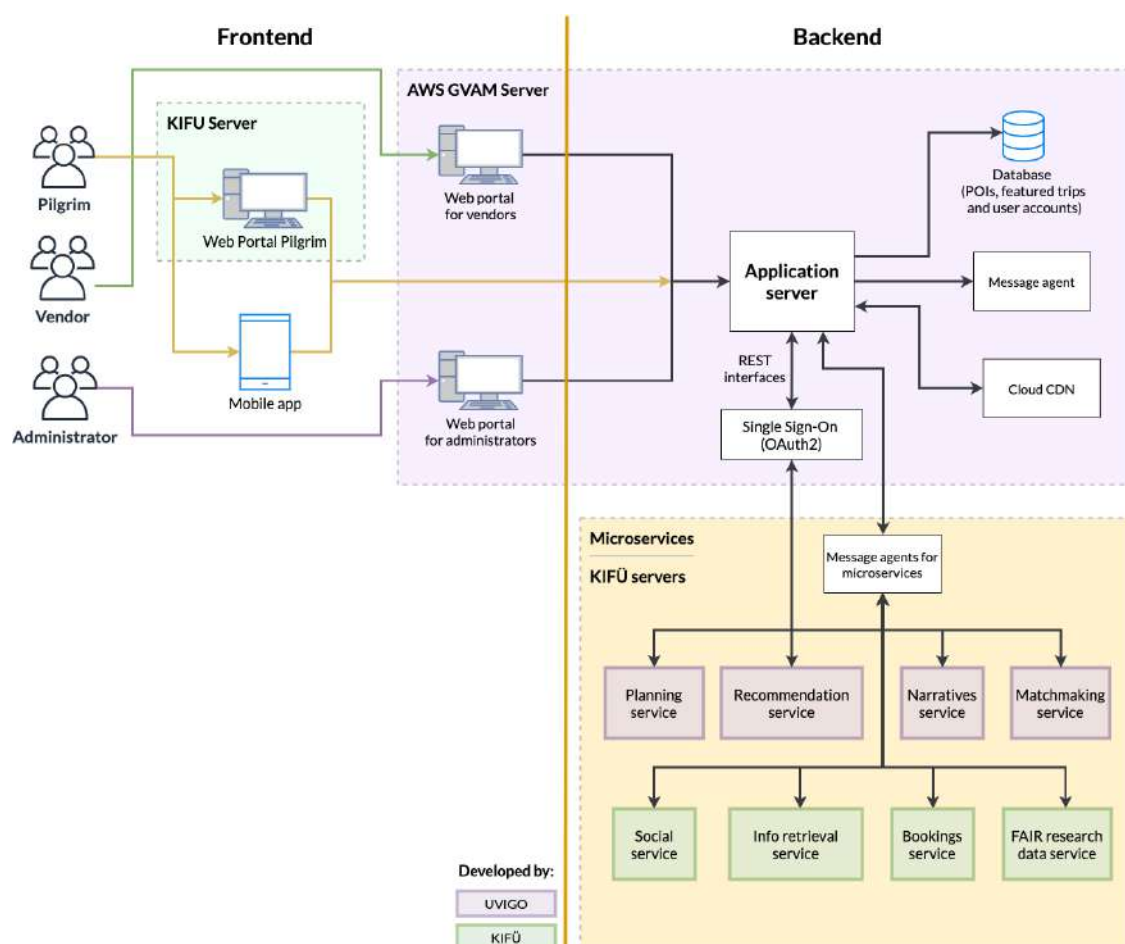 Frontend
Backend
AWS GVAM Server
KIFU Server
Pilgrim
Web Portal Pilgrim
Vendor
Mobile app
Administrator
Web portal
for vendors
Web portal
for administrators
Application
server
Database
(POIs, featured trips
and user accounts)
Message agent
Cloud CDN
REST
interfaces
Single Sign-On
(OAuth2)
Microservices
KIFÜ servers
Message agents for
microservices
Planning
service
Recommendation
service
Narratives
service
Matchmaking
service
Social
service
Info retrieval
service
Bookings
service
FAIR research
data service
Developed by:
UVIGO
KIFÜ